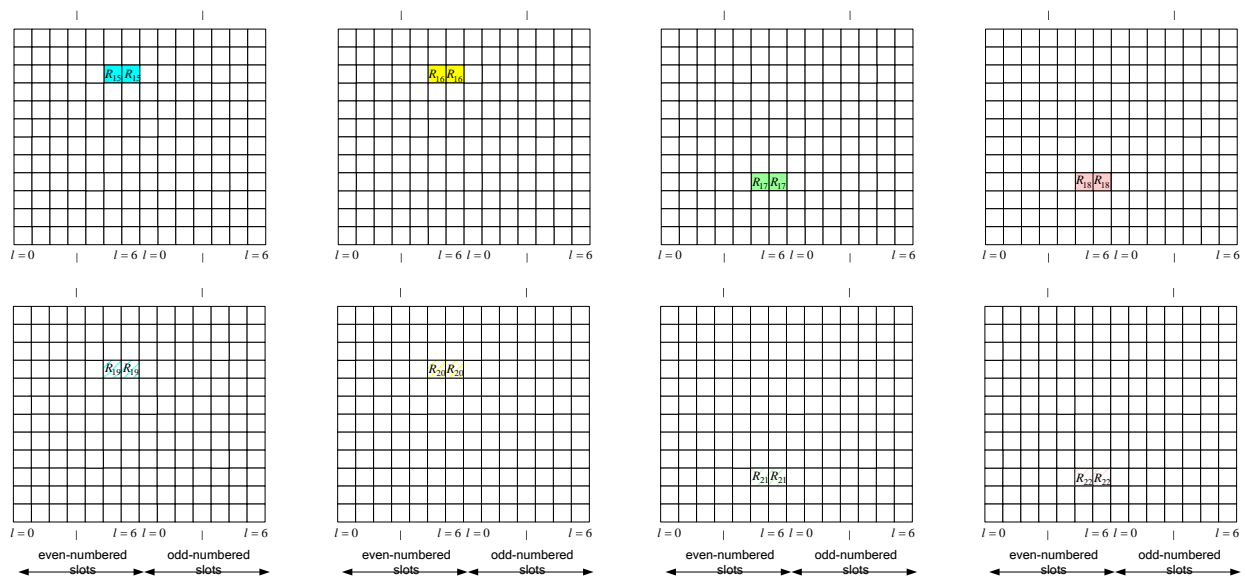 R15 R15 R16 R16
R17 R17 R18 R18
l = 0 l = 6 l = 0 l = 6 l = 0 l = 6 l = 0 l = 6 l = 0 l = 6 l = 0 l = 6 l = 0 l = 6 l = 0 l = 6
R19 R19 R20 R20
R21 R21 R22 R22
l = 0 l = 6 l = 0 l = 6 l = 0 l = 6 l = 0 l = 6 l = 0 l = 6 l = 0 l = 6 l = 0 l = 6 l = 0 l = 6
even-numbered odd-numbered even-numbered odd-numbered even-numbered odd-numbered even-numbered odd-numbered
slots slots slots slots slots slots slots slots